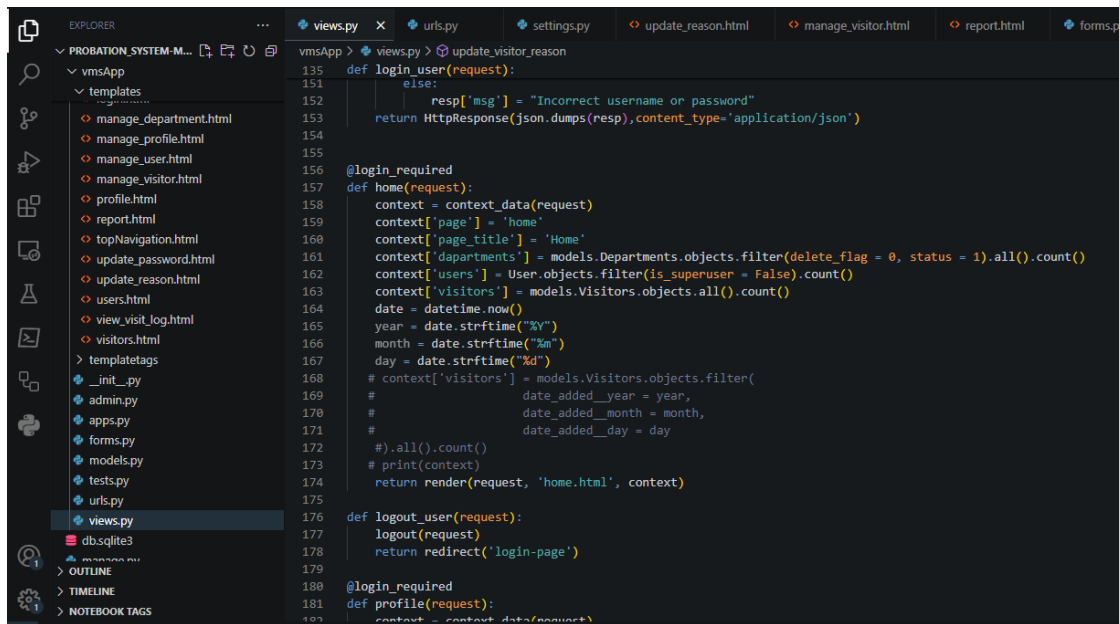 EXPLORER
views.py
urls.py
settings.py
update_reason.html
manage_visitor.html
report.html
forms.p
PROBATION_SYSTEM-M...
vmsApp > views.py > update_visitor_reason
vmsApp
templates
manage_department.html
manage_profile.html
manage_user.html
manage_visitor.html
profile.html
report.html
topNavigation.html
update_password.html
update_reason.html
users.html
view_visit_log.html
visitors.html
templatetags
__init__.py
admin.py
apps.py
forms.py
models.py
tests.py
urls.py
views.py
db.sqlite3
manage.py
OUTLINE
TIMELINE
NOTEBOOK TAGS
1
1
135 def login_user(request):
151 else:
152 resp['msg'] = "Incorrect username or password"
153 return HttpResponse(json.dumps(resp),content_type='application/json')
154
155
156 @login_required
157 def home(request):
158 context = context_data(request)
159 context['page'] = 'home'
160 context['page_title'] = 'Home'
161 context['dapartments'] = models.Departments.objects.filter(delete_flag = 0, status = 1).all().count()
162 context['users'] = User.objects.filter(is_superuser = False).count()
163 context['visitors'] = models.Visitors.objects.all().count()
164 date = datetime.now()
165 year = date.strftime("%Y")
166 month = date.strftime("%m")
167 day = date.strftime("%d")
168 # context['visitors'] = models.Visitors.objects.filter(
169 # date_added__year = year,
170 # date_added__month = month,
171 # date_added__day = day
172 #).all().count()
173 # print(context)
174 return render(request, 'home.html', context)
175
176 def logout_user(request):
177 logout(request)
178 return redirect('login-page')
179
180 @login_required
181 def profile(request):
182 context = context_data(request)